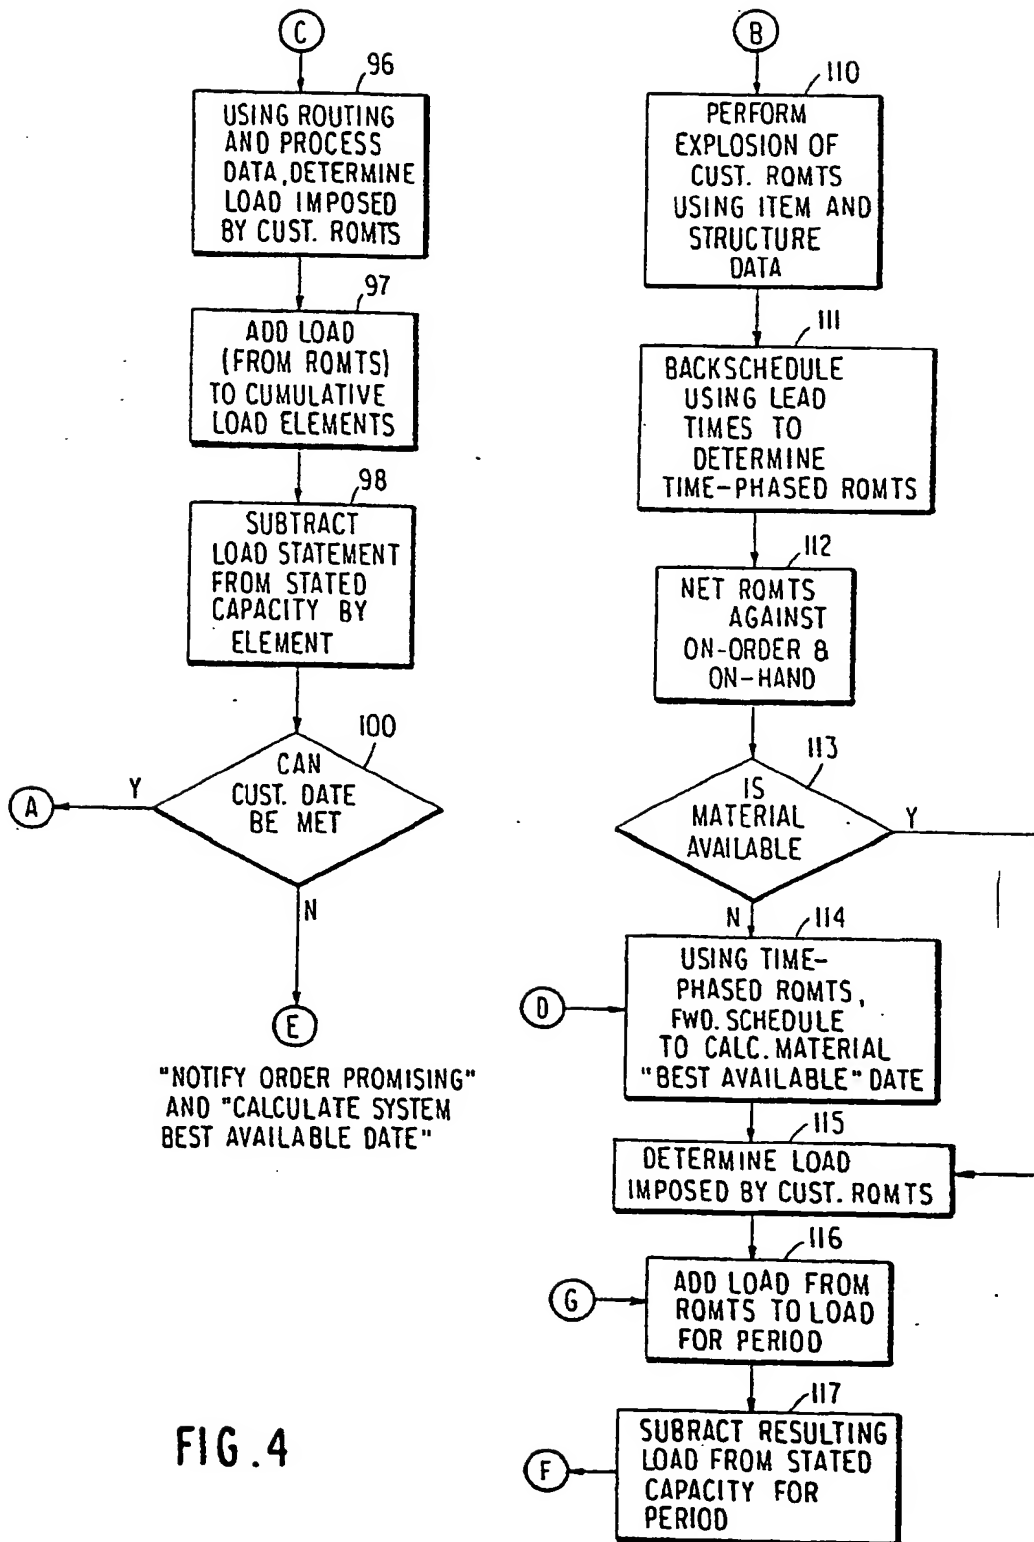 C
96
USING ROUTING
AND PROCESS
DATA, DETERMINE
LOAD IMPOSED
BY CUST. RQMTS
97
ADD LOAD
(FROM RQMTS)
TO CUMULATIVE
LOAD ELEMENTS
98
SUBTRACT
LOAD STATEMENT
FROM STATED
CAPACITY BY
ELEMENT
100
CAN
CUST. DATE
BE MET
Y
A
N
E
"NOTIFY ORDER PROMISING"
AND "CALCULATE SYSTEM
BEST AVAILABLE DATE"
B
110
PERFORM
EXPLOSION OF
CUST. RQMTS
USING ITEM AND
STRUCTURE
DATA
111
BACKSCHEDULE
USING LEAD
TIMES TO
DETERMINE
TIME-PHASED RQMTS
112
NET RQMTS
AGAINST
ON-ORDER &
ON-HAND
113
IS
MATERIAL
AVAILABLE
Y
N
114
USING TIME-
PHASED RQMTS,
FWD. SCHEDULE
TO CALC. MATERIAL
"BEST AVAILABLE" DATE
D
115
DETERMINE LOAD
IMPOSED BY CUST. RQMTS
116
ADD LOAD FROM
RQMTS TO LOAD
FOR PERIOD
G
117
SUBRACT RESULTING
LOAD FROM STATED
CAPACITY FOR
PERIOD
F
FIG.4